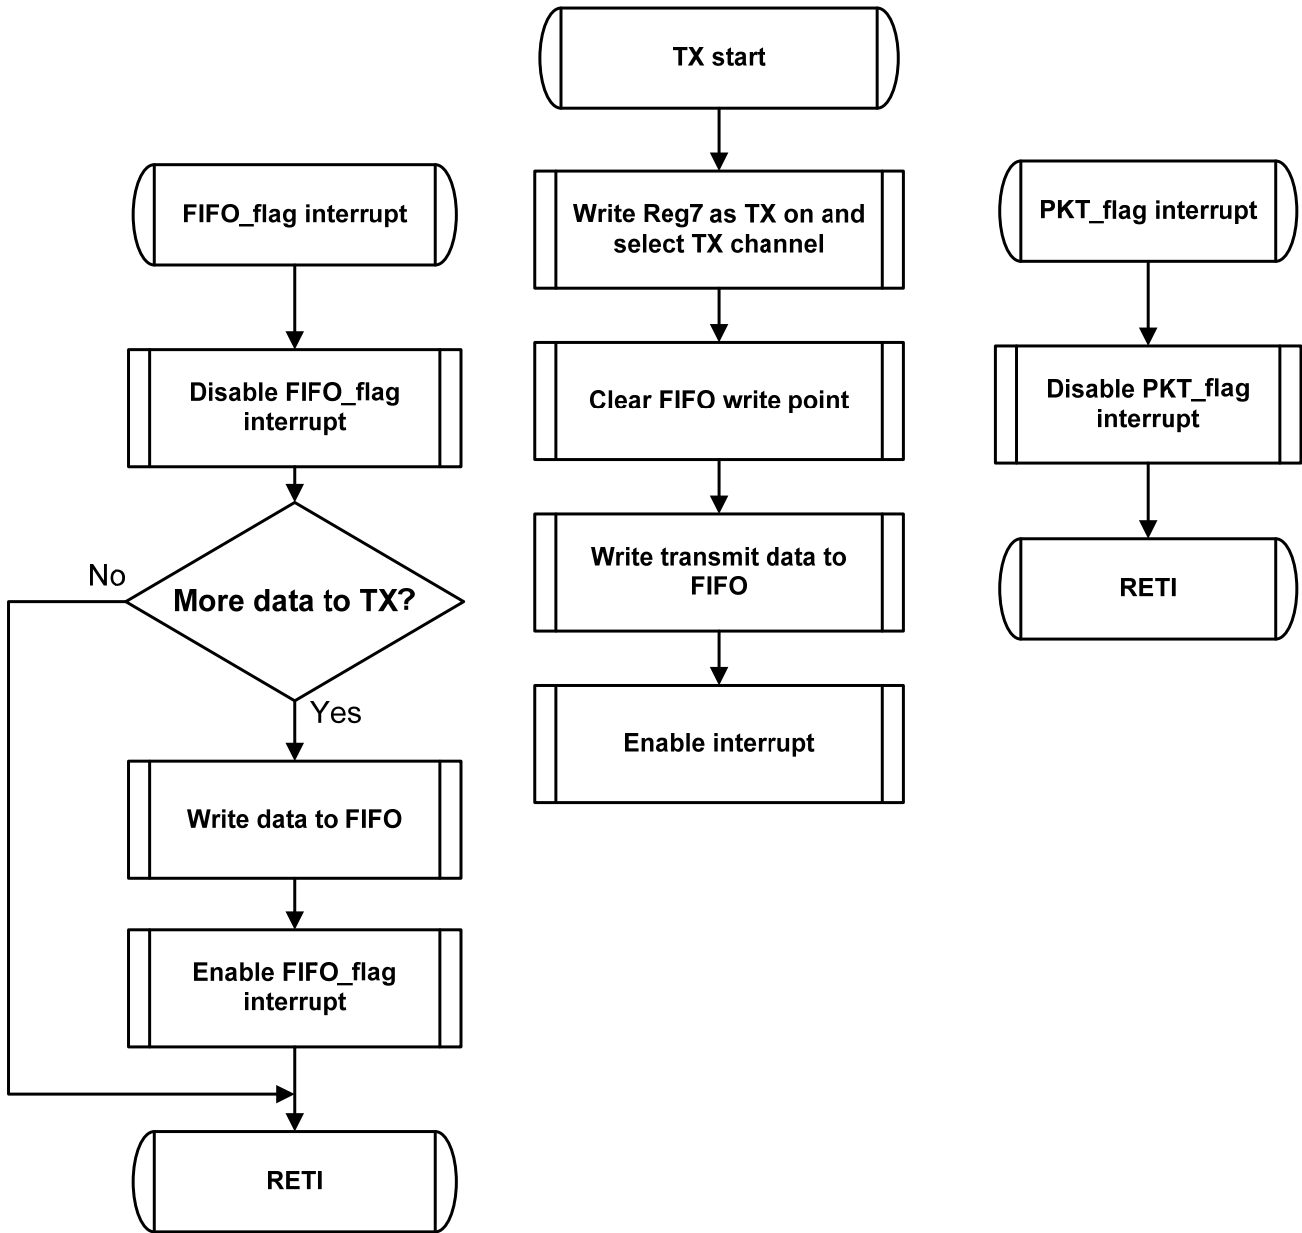 TX start
Write Reg7 as TX on and
select TX channel
Clear FIFO write point
Write transmit data to
FIFO
Enable interrupt
FIFO_flag interrupt
Disable FIFO_flag
interrupt
More data to TX?
No
Yes
Write data to FIFO
Enable FIFO_flag
interrupt
RETI
PKT_flag interrupt
Disable PKT_flag
interrupt
RETI